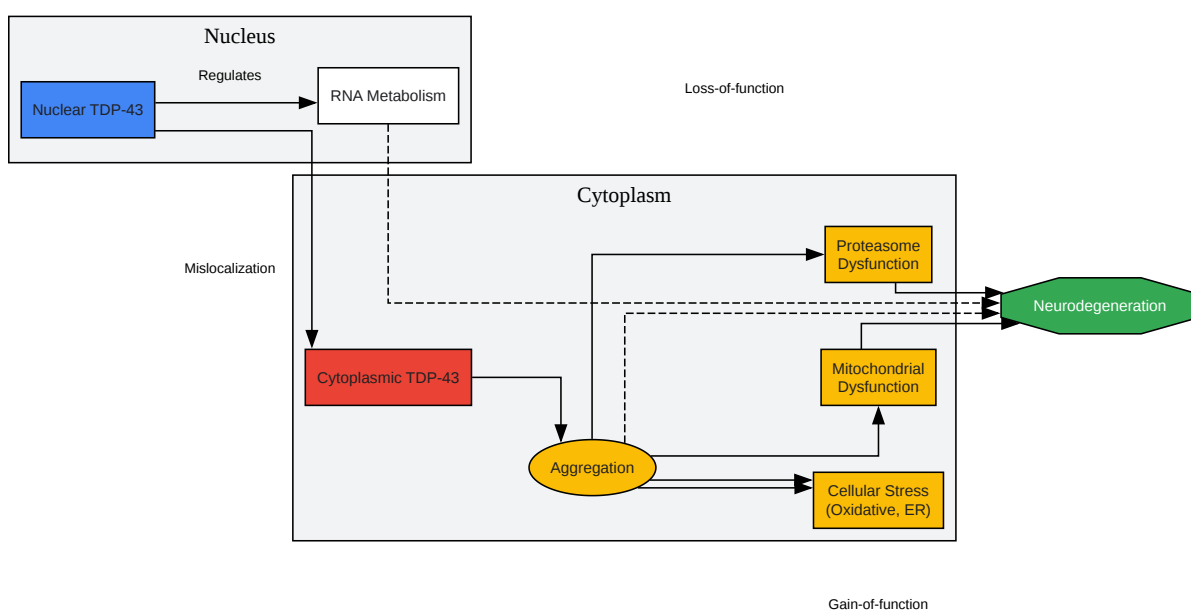 Nucleus
Regulates
Nuclear TDP-43
RNA Metabolism
Loss-of-function
Cytoplasm
Proteasome
Dysfunction
Mislocalization
Neurodegeneration
Cytoplasmic TDP-43
Mitochondrial
Dysfunction
Aggregation
Cellular Stress
(Oxidative, ER)
Gain-of-function